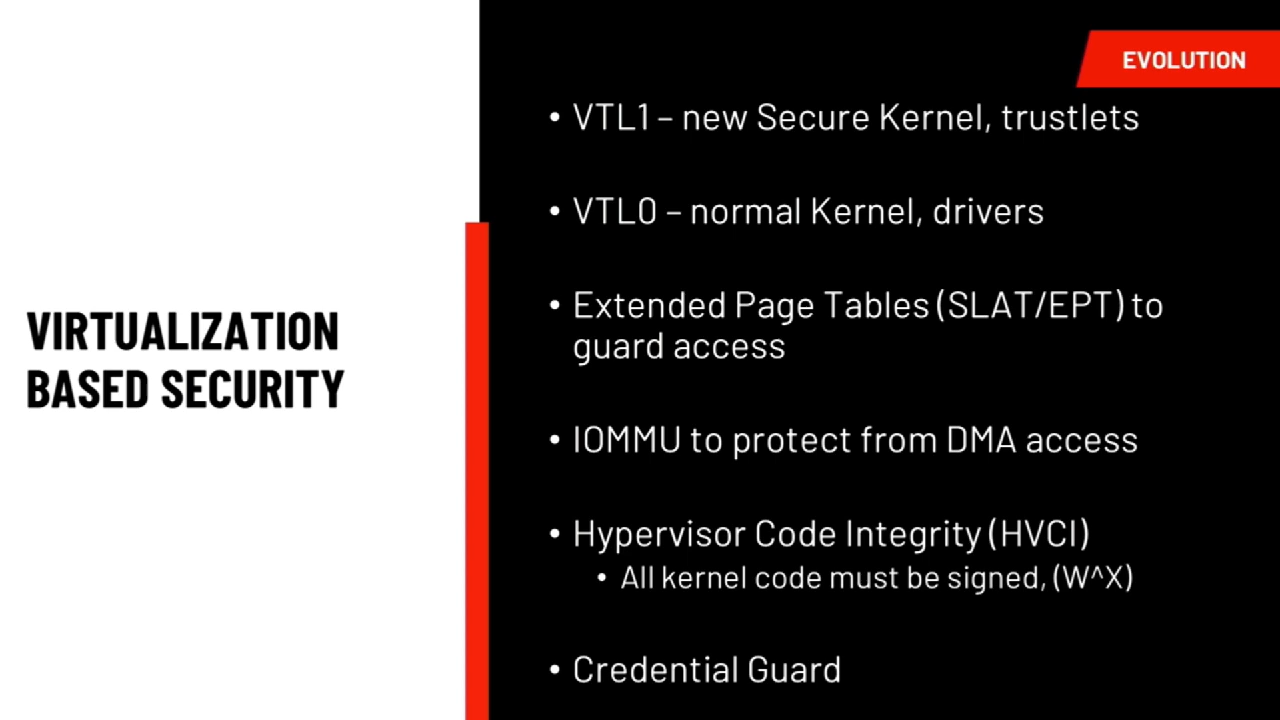 EVOLUTION
VIRTUALIZATION
BASED SECURITY
• VTL1 – new Secure Kernel, trustlets
• VTL0 – normal Kernel, drivers
• Extended Page Tables (SLAT/EPT) to
guard access
• IOMMU to protect from DMA access
• Hypervisor Code Integrity (HVCI)
• All kernel code must be signed, (W^X)
• Credential Guard